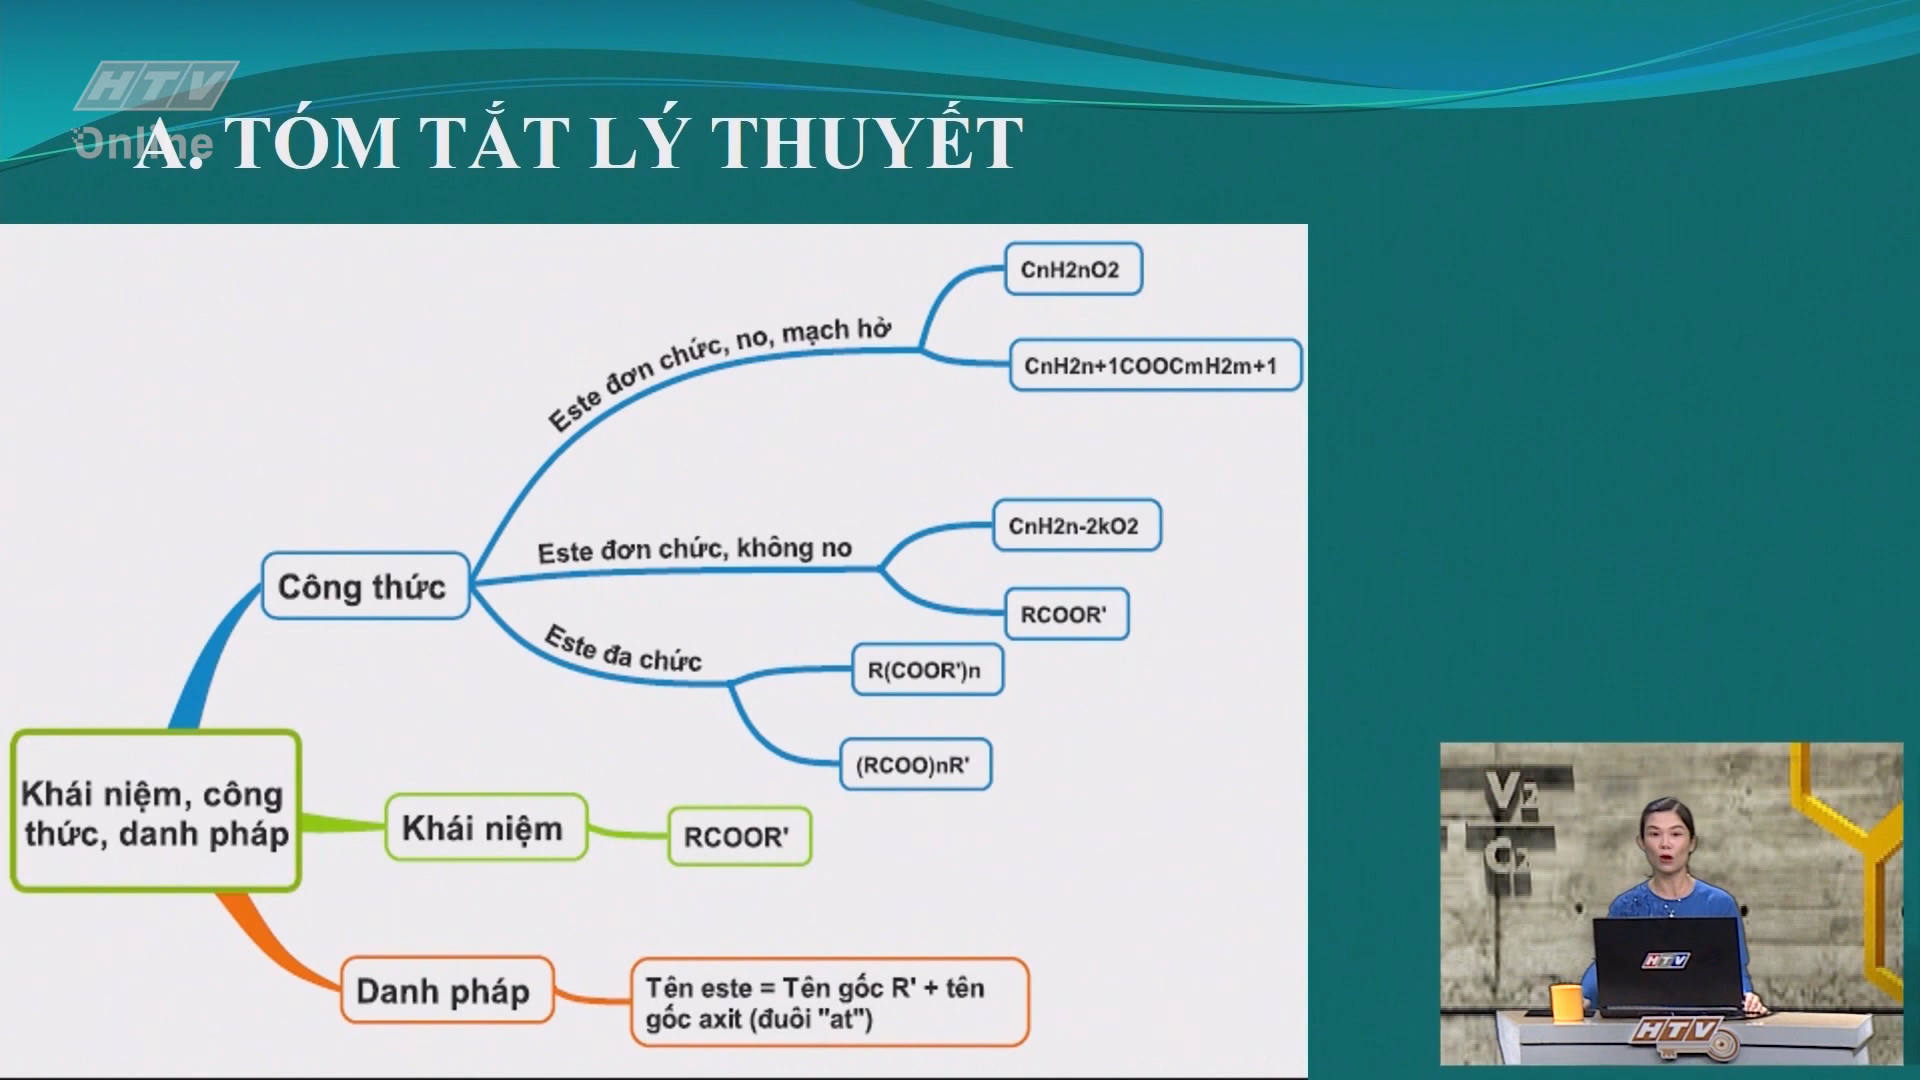 HTV
Online
A. TÓM TẮT LÝ THUYẾT
CnH2nO2
Este đơn chức, no, mạch hở
CnH2n+1COOCmH2m+1
CnH2n-2kO2
Este đơn chức, không no
Công thức
RCOOR'
Este đa chức
R(COOR')n
(RCOO)nR'
Khái niệm, công
thức, danh pháp
Khái niệm
RCOOR'
Danh pháp
Tên este = Tên gốc R' + tên
gốc axit (đuôi "at")
HTV
HTV